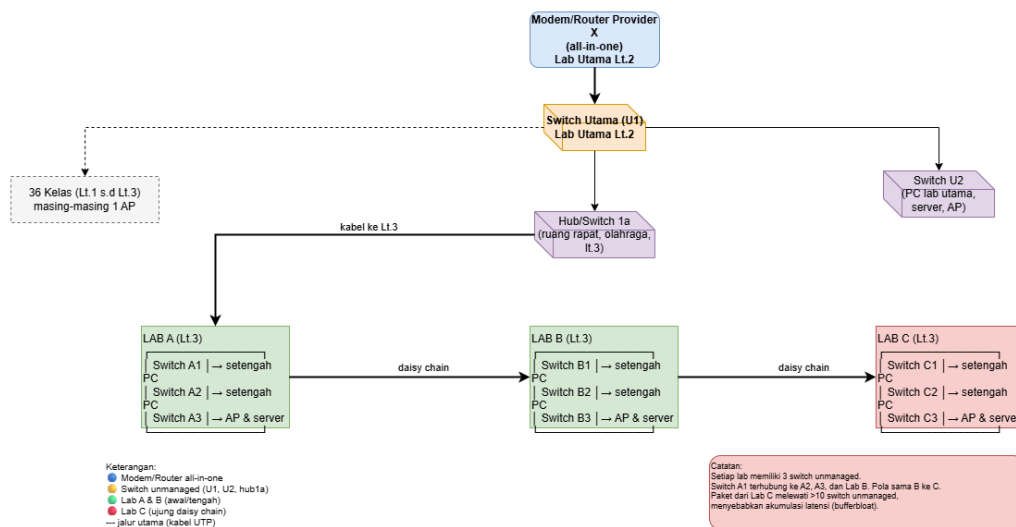 Modem/Router Provider
X
(all-in-one)
Lab Utama Lt.2
Switch Utama (U1)
Lab Utama Lt.2
36 Kelas (Lt.1 s.d Lt.3)
masing-masing 1 AP
Switch U2
(PC lab utama,
server, AP)
Hub/Switch 1a
(ruang rapat, olahraga,
lt.3)
kabel ke Lt.3
LAB A (Lt.3)
│ Switch A1 │→ setengah
PC
│ Switch A2 │→ setengah
PC
│ Switch A3 │→ AP & server
daisy chain
LAB B (Lt.3)
│ Switch B1 │→ setengah
PC
│ Switch B2 │→ setengah
PC
│ Switch B3 │→ AP & server
daisy chain
LAB C (Lt.3)
│ Switch C1 │→ setengah
PC
│ Switch C2 │→ setengah
PC
│ Switch C3 │→ AP & server
Keterangan:
Modem/Router all-in-one
Switch unmanaged (U1, U2, hub1a)
Lab A & B (awal/tengah)
Lab C (ujung daisy chain)
--- jalur utama (kabel UTP)
Catatan:
Setiap lab memiliki 3 switch unmanaged.
Switch A1 terhubung ke A2, A3, dan Lab B. Pola sama B ke C.
Paket dari Lab C melewati >10 switch unmanaged,
menyebabkan akumulasi latensi (bufferbloat).